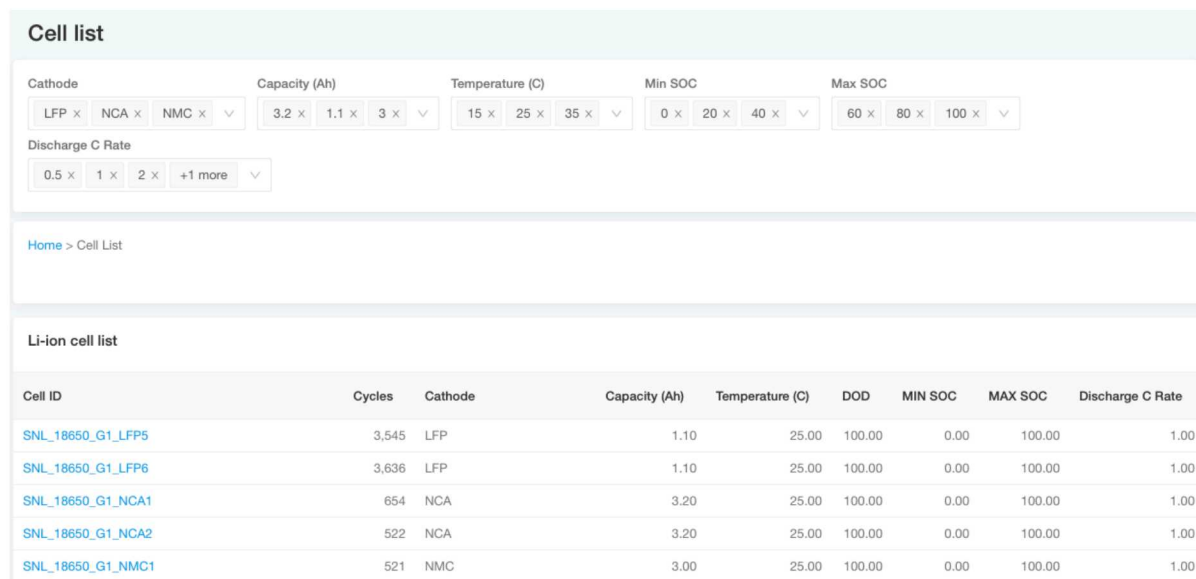 Cell list
Cathode Capacity (Ah) Temperature (C) Min SOC Max SOC
LFP × NCA × NMC × 3.2 × 1.1 × 3 × 15 × 25 × 35 × 0 × 20 × 40 × 60 × 80 × 100 ×
Discharge C Rate
0.5 × 1 × 2 × +1 more
Home > Cell List
Li-ion cell list
Cell ID Cycles Cathode Capacity (Ah) Temperature (C) DOD MIN SOC MAX SOC Discharge C Rate
SNL_18650_G1_LFP5 3,545 LFP 1.10 25.00 100.00 0.00 100.00 1.00
SNL_18650_G1_LFP6 3,636 LFP 1.10 25.00 100.00 0.00 100.00 1.00
SNL_18650_G1_NCA1 654 NCA 3.20 25.00 100.00 0.00 100.00 1.00
SNL_18650_G1_NCA2 522 NCA 3.20 25.00 100.00 0.00 100.00 1.00
SNL_18650_G1_NMC1 521 NMC 3.00 25.00 100.00 0.00 100.00 1.00